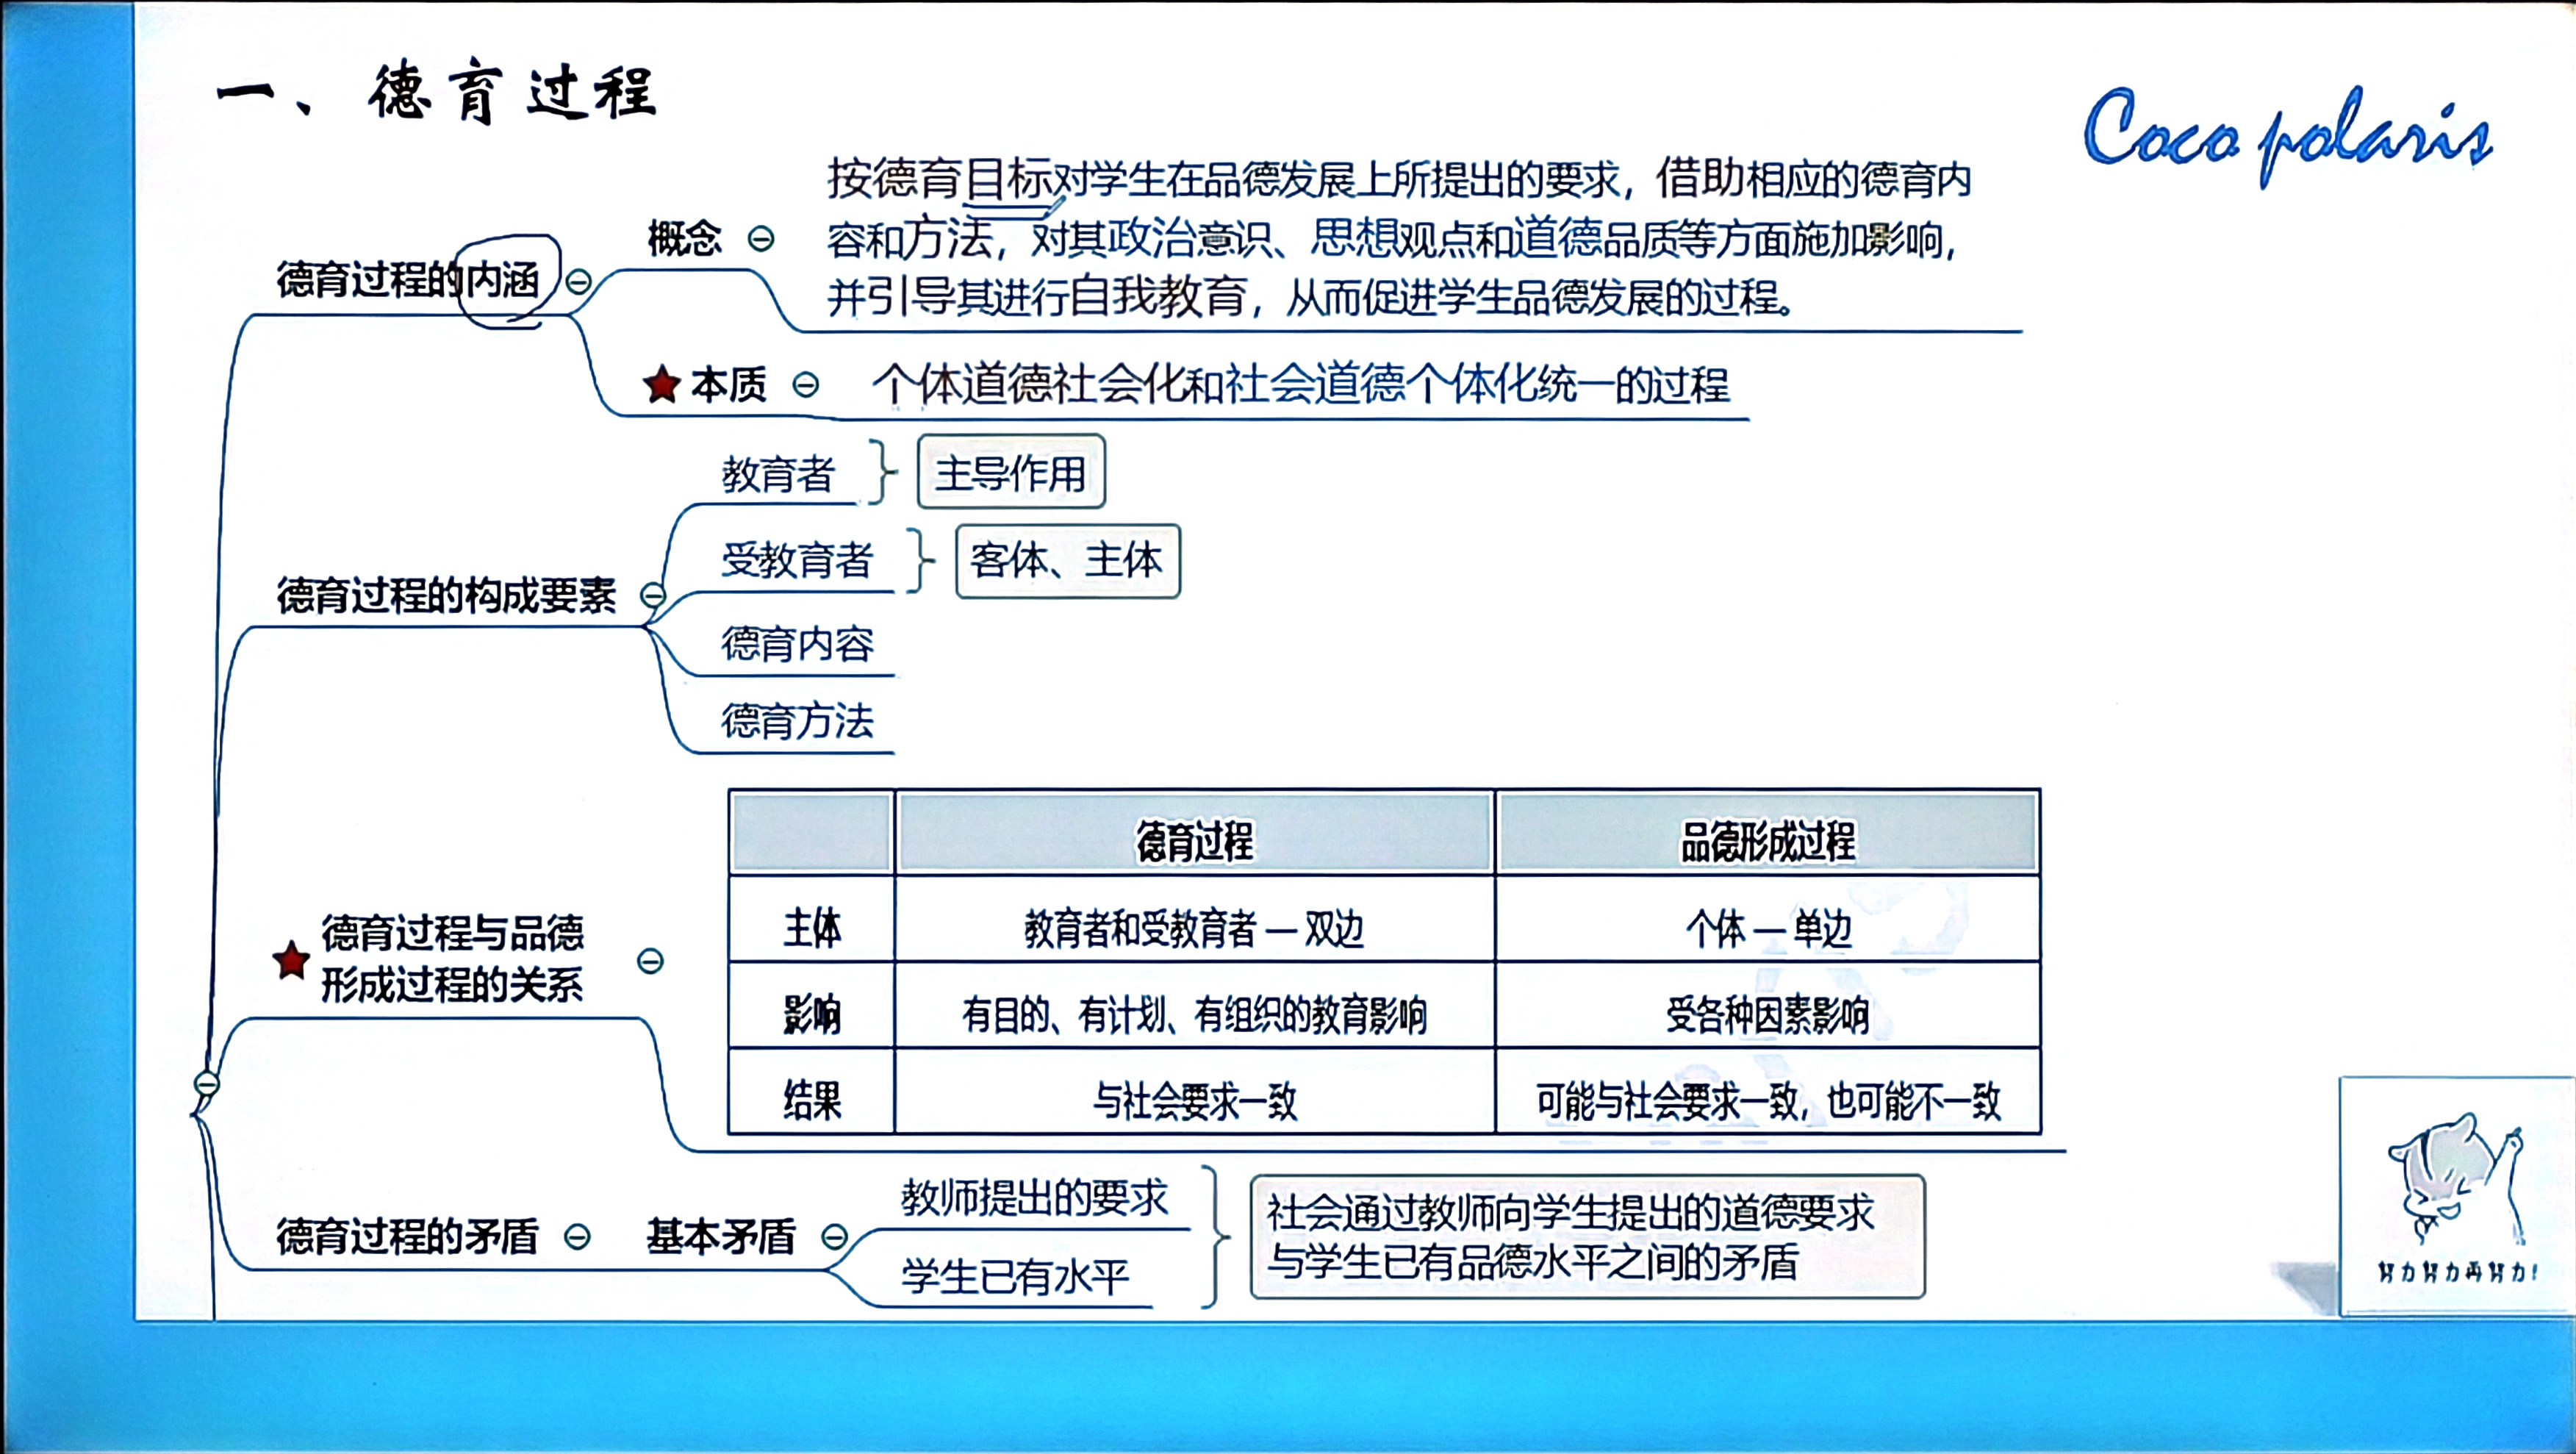 一、德育过程
Coco polaris
按德育目标对学生在品德发展上所提出的要求，借助相应的德育内
容和方法，对其政治意识、思想观点和道德品质等方面施加影响，
并引导其进行自我教育，从而促进学生品德发展的过程。
概念
德育过程的内涵
本质
个体道德社会化和社会道德个体化统一的过程
教育者
主导作用
受教育者
客体、主体
德育过程的构成要素
德育内容
德育方法
德育过程与品德
形成过程的关系
德育过程 品德形成过程
主体 教育者和受教育者 — 双边 个体 — 单边
影响 有目的、有计划、有组织的教育影响 受各种因素影响
结果 与社会要求一致 可能与社会要求一致，也可能不一致
德育过程的矛盾
基本矛盾
教师提出的要求
学生已有水平
社会通过教师向学生提出的道德要求
与学生已有品德水平之间的矛盾
努力努力再努力！